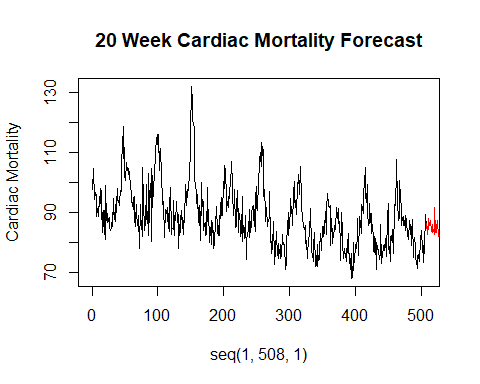 20 Week Cardiac Mortality Forecast
Cardiac Mortality
130
110
90
70
0 100 200 300 400 500
seq(1, 508, 1)